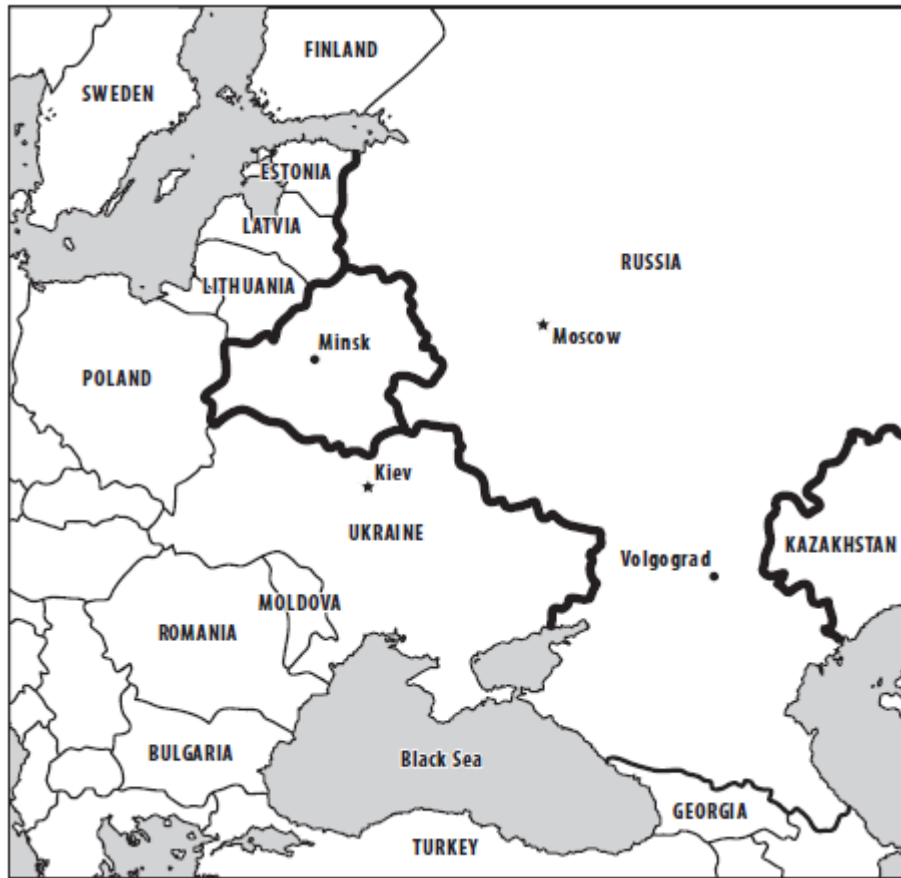 FINLAND
SWEDEN
ESTONIA
LATVIA
RUSSIA
LITHUANIA
Moscow
Minsk
POLAND
Kiev
UKRAINE
KAZAKHSTAN
Volgograd
MOLDOVA
ROMANIA
BULGARIA
Black Sea
GEORGIA
TURKEY